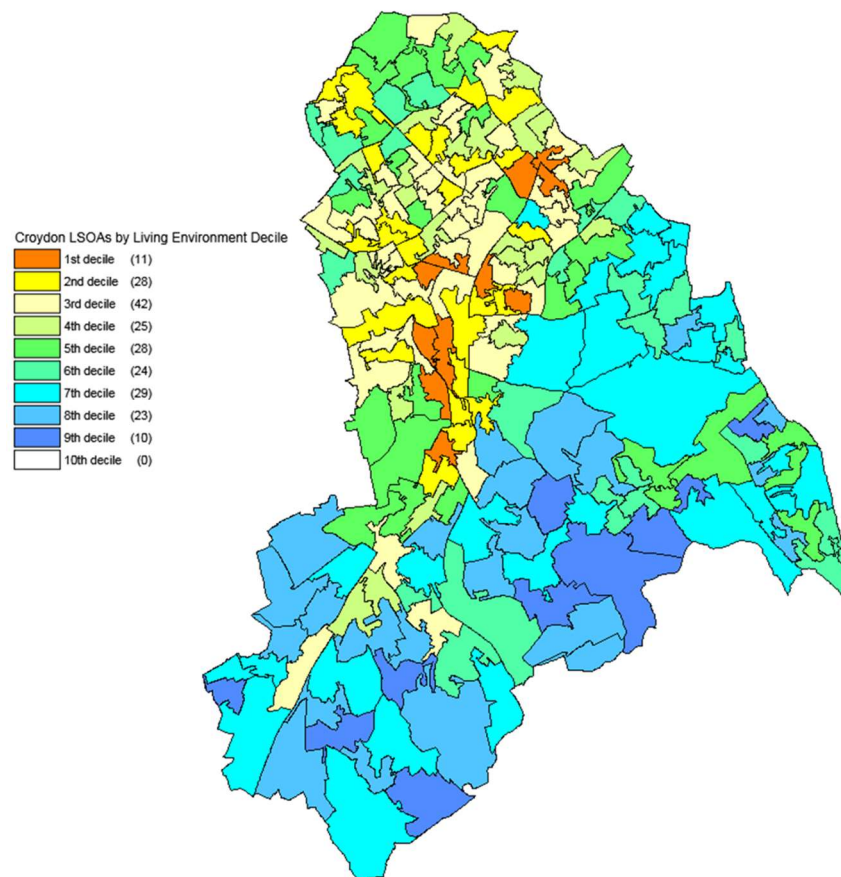 Croydon LSOAs by Living Environment Decile
1st decile (11)
2nd decile (28)
3rd decile (42)
4th decile (25)
5th decile (28)
6th decile (24)
7th decile (29)
8th decile (23)
9th decile (10)
10th decile (0)